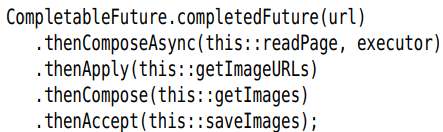 CompletableFuture.completedFuture(url)
.thenComposeAsync(this::readPage, executor)
.thenApply(this::getImageURLs)
.thenCompose(this::getImages)
.thenAccept(this::saveImages);